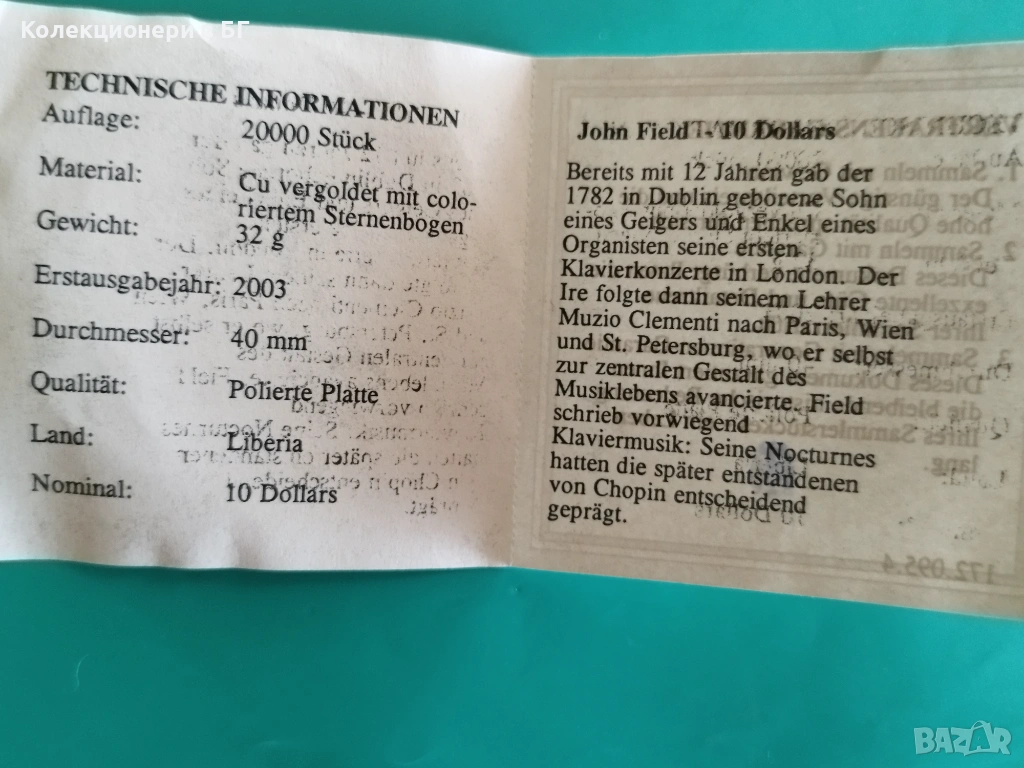 Колекционери - БГ
TECHNISCHE INFORMATIONEN
Auflage:
20000 Stück
Material:
Cu vergoldet mit colo-
riertem Sternenbogen
Gewicht:
32 g
Erstausgabejahr: 2003
Durchmesser: 40 mm
Qualität: Polierte Platte
Land: Liberia
Nominal: 10 Dollars
John Field - 10 Dollars
Bereits mit 12 Jahren gab der
1782 in Dublin geborene Sohn
eines Geigers und Enkel eines
Organisten seine ersten
Klavierkonzerte in London. Der
Ire folgte dann seinem Lehrer
Muzio Clementi nach Paris, Wien
und St. Petersburg, wo er selbst
zur zentralen Gestalt des
Musiklebens avancierte. Field
schrieb vorwiegend
Klaviermusik: Seine Nocturnes
hatten die später entstandenen
von Chopin entscheidend
geprägt.
172.095.4
BAZAR